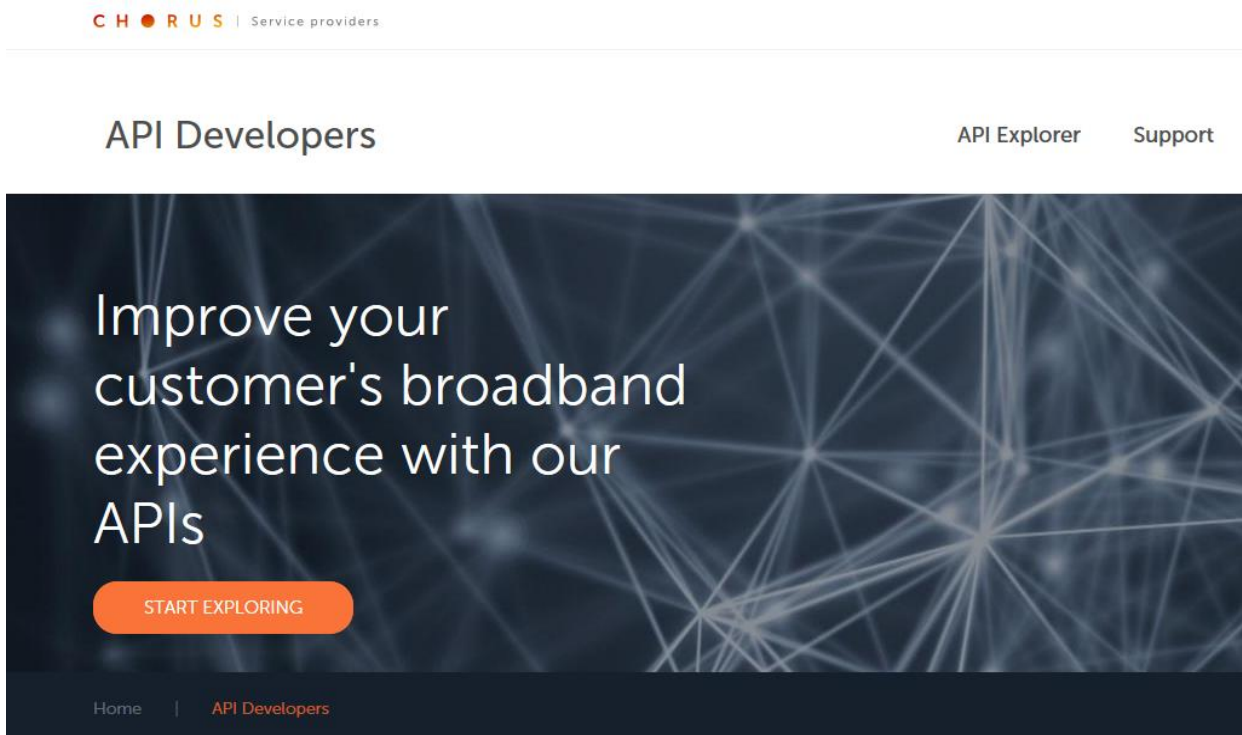 CHORUS | Service providers
API Developers
API Explorer
Support
Improve your
customer's broadband
experience with our
APIs
START EXPLORING
Home | API Developers